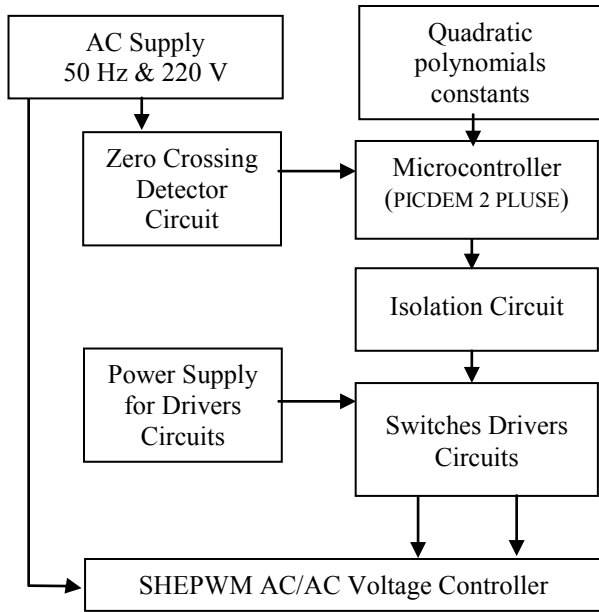 AC Supply
50 Hz & 220 V
Quadratic
polynomials
constants
Zero Crossing
Detector
Circuit
Microcontroller
(PICDEM 2 PLUSE)
Isolation Circuit
Power Supply
for Drivers
Circuits
Switches Drivers
Circuits
SHEPWM AC/AC Voltage Controller